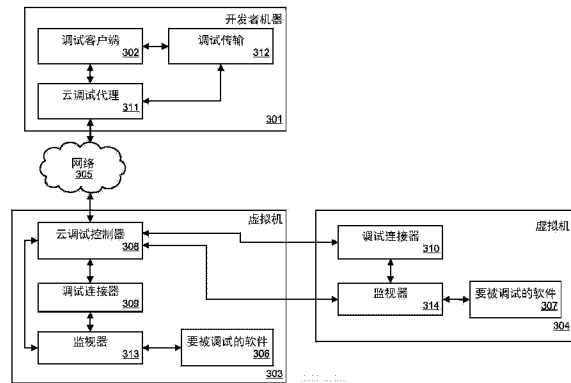 开发者机器
调试客户端
302
调试传输
312
云调试代理
311
301
网络
305
虚拟机
云调试控制器
308
调试连接器
309
监视器
313
要被调试的软件
306
303
虚拟机
调试连接器
310
监视器
314
要被调试的软件
307
304